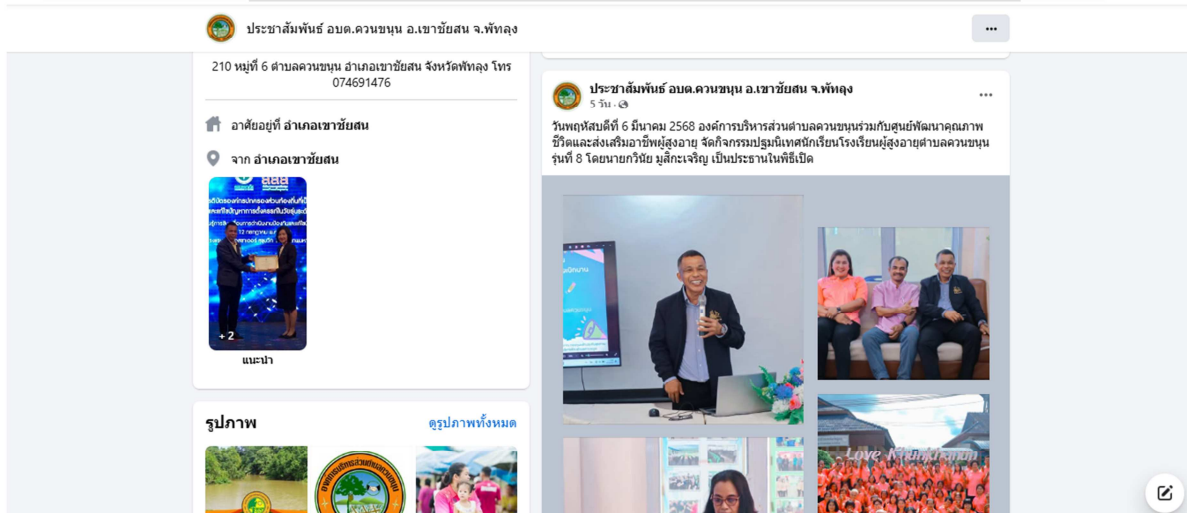 ประชาสัมพันธ์ อบต.ควนขนุน อ.เขาชัยสน จ.พัทลุง
210 หมู่ที่ 6 ตำบลควนขนุน อำเภอเขาชัยสน จังหวัดพัทลุง โทร
074691476
อาศัยอยู่ที่ อำเภอเขาชัยสน
จาก อำเภอเขาชัยสน
+ 2
แนะนำ
รูปภาพ
ดูรูปภาพทั้งหมด
ประชาสัมพันธ์ อบต.ควนขนุน อ.เขาชัยสน จ.พัทลุง
5 วัน ·
วันพฤหัสบดีที่ 6 มีนาคม 2568 องค์การบริหารส่วนตำบลควนขนุนร่วมกับศูนย์พัฒนาคุณภาพ
ชีวิตและส่งเสริมอาชีพผู้สูงอายุ จัดกิจกรรมปฐมนิเทศนักเรียนโรงเรียนผู้สูงอายุตำบลควนขนุน
รุ่นที่ 8 โดยนายกวินัย มูสิกะเจริญ เป็นประธานในพิธีเปิด
Love Khuankhanun